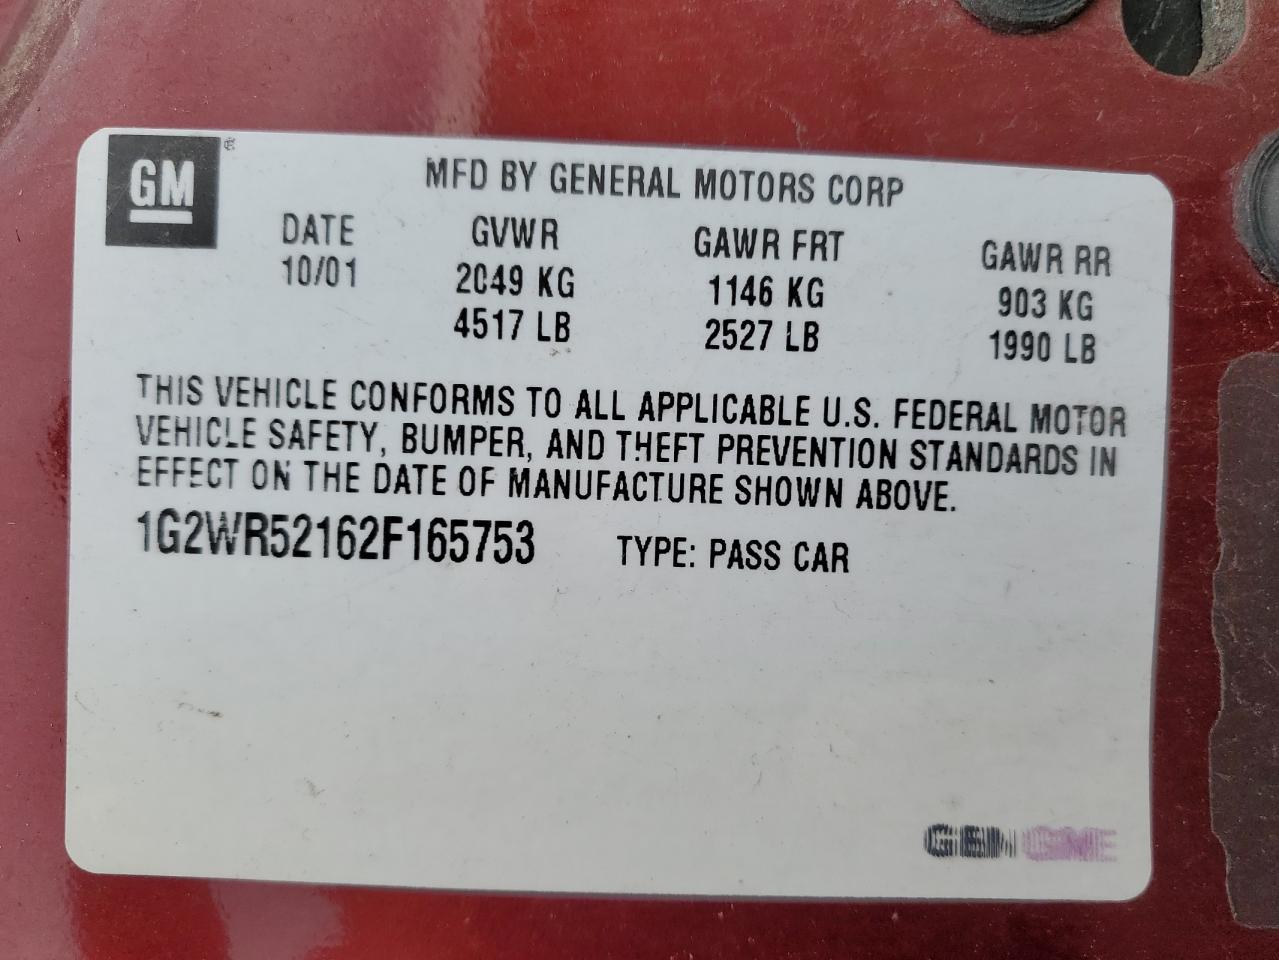 GM
MFD BY GENERAL MOTORS CORP
DATE GVWR GAWR FRT GAWR RR
10/01 2049 KG 1146 KG 903 KG
4517 LB 2527 LB 1990 LB
THIS VEHICLE CONFORMS TO ALL APPLICABLE U.S. FEDERAL MOTOR
VEHICLE SAFETY, BUMPER, AND THEFT PREVENTION STANDARDS IN
EFFECT ON THE DATE OF MANUFACTURE SHOWN ABOVE.
1G2WR52162F165753 TYPE: PASS CAR